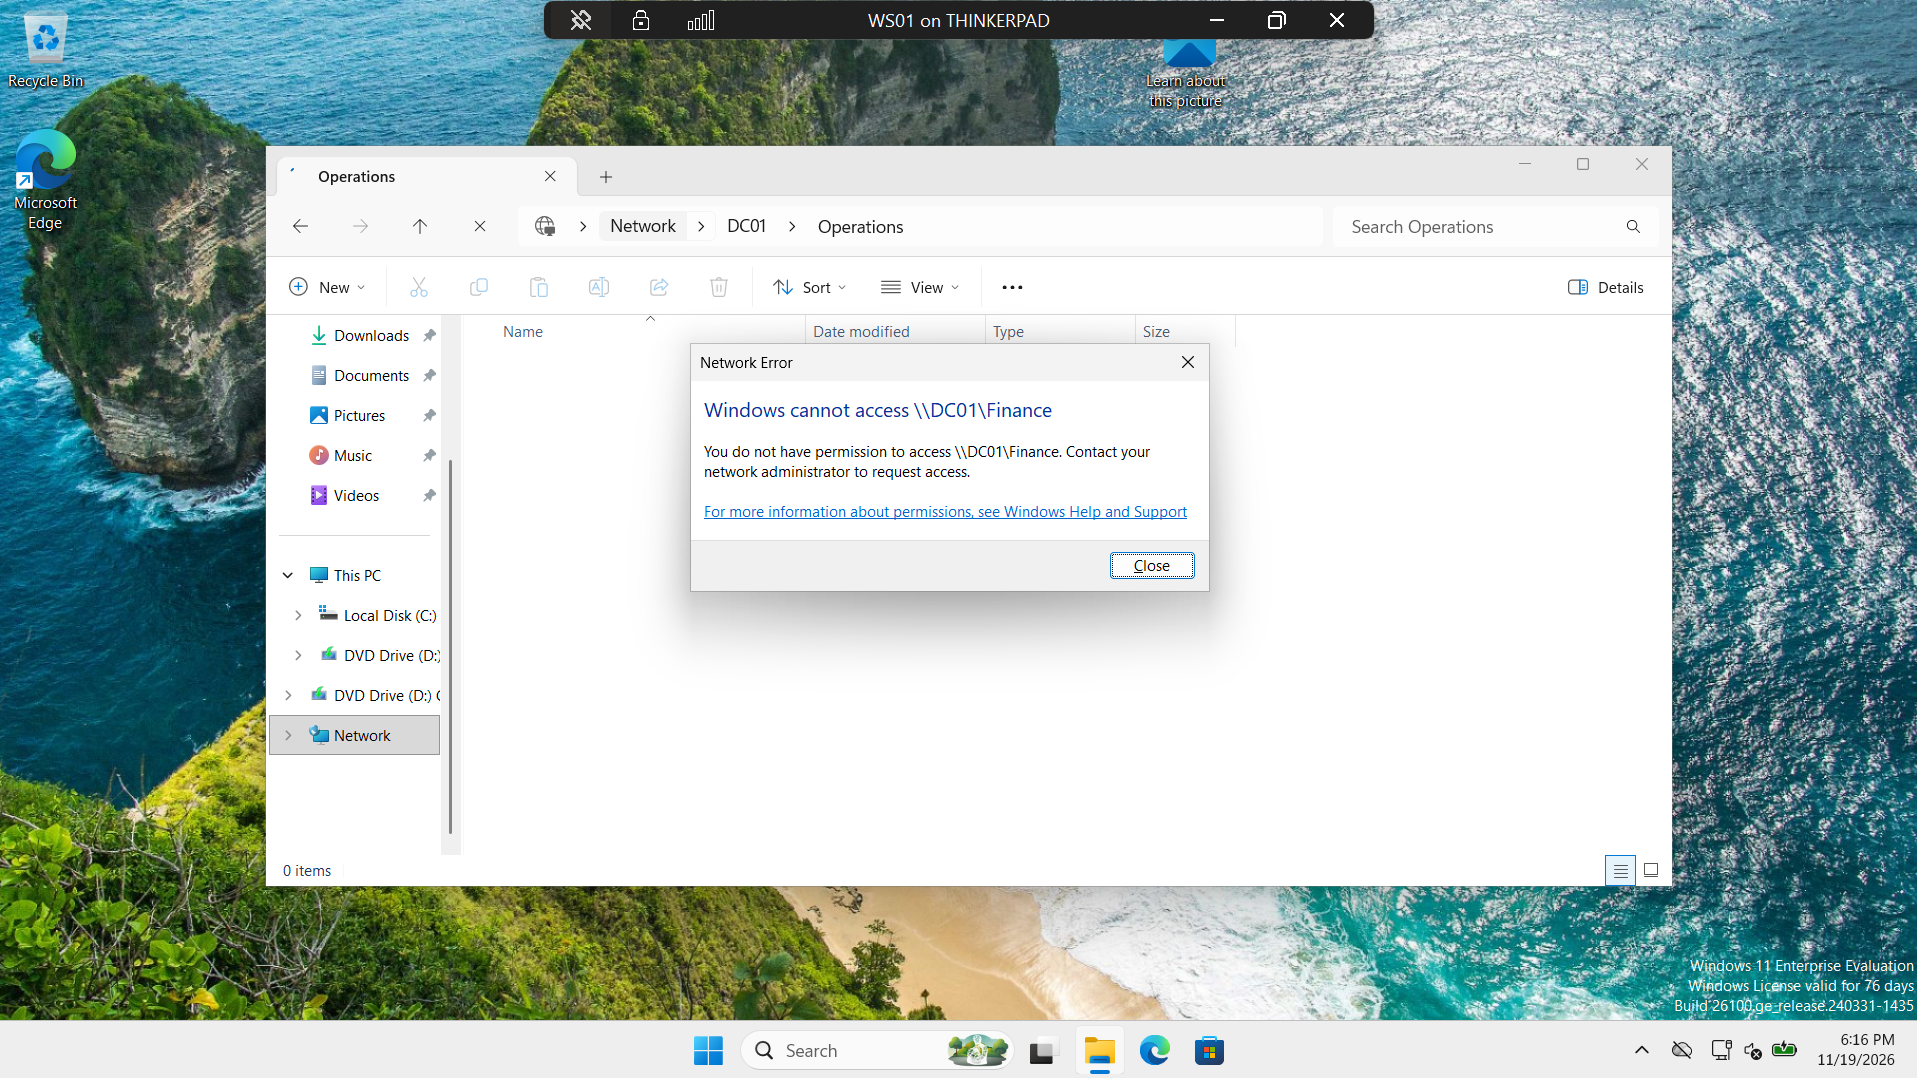 WS01 on THINKERPAD
Recycle Bin
Learn about
this picture
Microsoft
Edge
Operations
Network
DC01
Operations
Search Operations
New
Sort
View
Details
Name
Date modified
Type
Size
Downloads
Documents
Pictures
Music
Videos
This PC
Local Disk (C:)
DVD Drive (D:)
DVD Drive (D:) C
Network
Network Error
Windows cannot access \\DC01\Finance
You do not have permission to access \\DC01\Finance. Contact your
network administrator to request access.
For more information about permissions, see Windows Help and Support
Close
0 items
Windows 11 Enterprise Evaluation
Windows License valid for 76 days
Build 26100.ge_release.240331-1435
Search
6:16 PM
11/19/2026